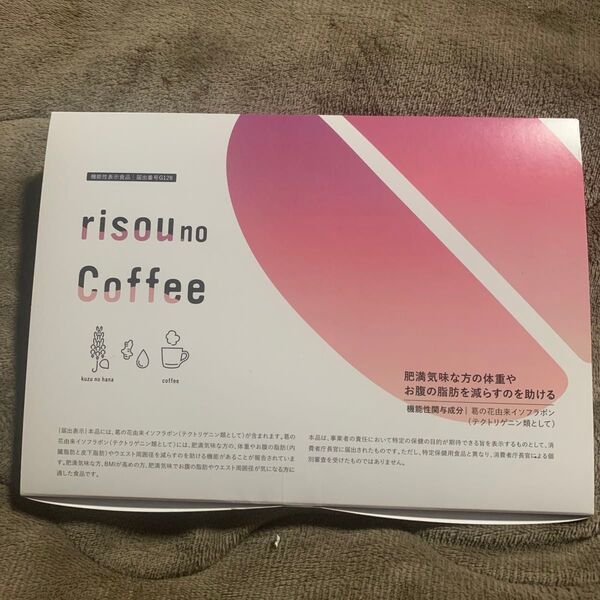 機能性表示食品|届出番号G128
risou no
Coffee
kuzu no hana
coffee
肥満気味な方の体重や
お腹の脂肪を減らすのを助ける
機能性関与成分|葛の花由来イソフラボン
(テクトリゲニン類として)
[届出表示]本品には、葛の花由来イソフラボン(テクトリゲニン類として)が含まれます。葛の
花由来イソフラボン(テクトリゲニン類として)には、肥満気味な方の、体重やお腹の脂肪(内
臓脂肪と皮下脂肪)やウエスト周囲径を減らすのを助ける機能があることが報告されていま
す。肥満気味な方、BMIが高めの方、肥満気味でお腹の脂肪やウエスト周囲径が気になる方に
適した食品です。
本品は、事業者の責任において特定の保健の目的が期待できる旨を表示するものとして、消
費者庁長官に届出されたものです。ただし、特定保健用食品と異なり、消費者庁長官による個
別審査を受けたものではありません。